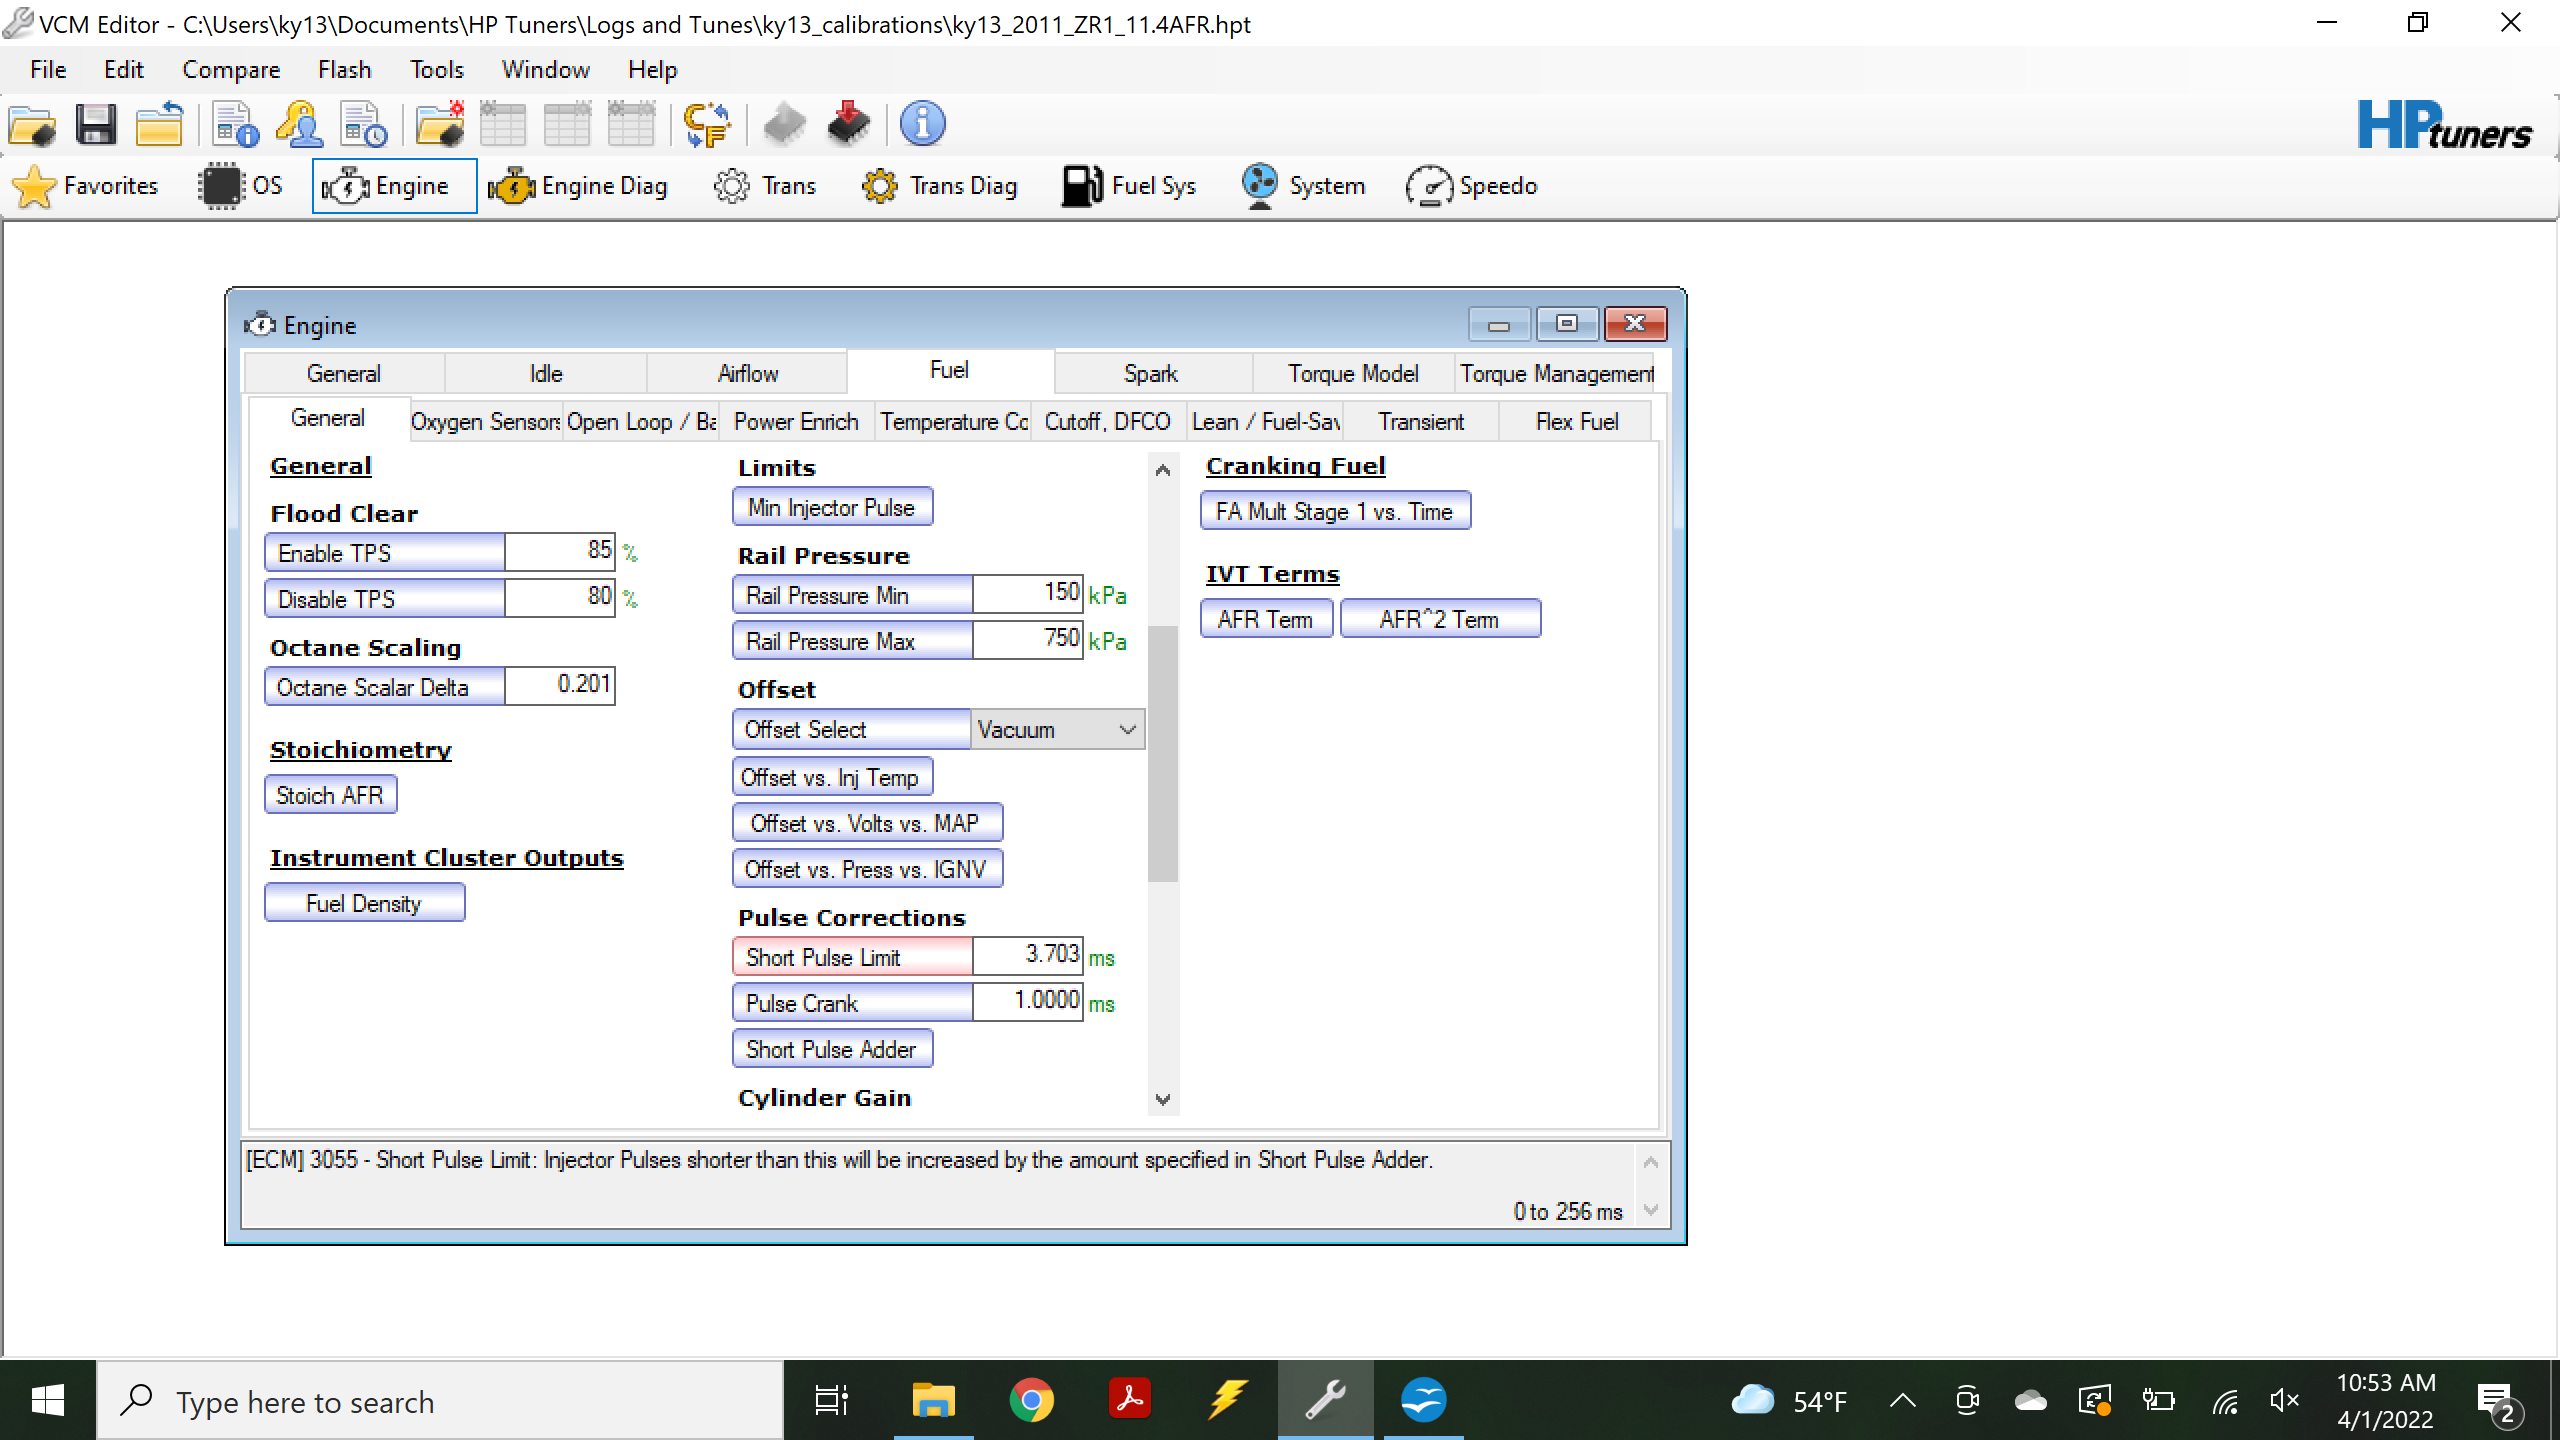 VCM Editor - C:\Users\ky13\Documents\HP Tuners\Logs and Tunes\ky13_calibrations\ky13_2011_ZR1_11.4AFR.hpt
File Edit Compare Flash Tools Window Help
HP tuners
Favorites OS Engine Engine Diag Trans Trans Diag Fuel Sys System Speedo
Engine
General Idle Airflow Fuel Spark Torque Model Torque Management
General Oxygen Sensors Open Loop / Ba Power Enrich Temperature Co Cutoff, DFCO Lean / Fuel-Sav Transient Flex Fuel
General
Flood Clear
Enable TPS 85 %
Disable TPS 80 %
Octane Scaling
Octane Scalar Delta 0.201
Stoichiometry
Stoich AFR
Instrument Cluster Outputs
Fuel Density
Limits
Min Injector Pulse
Rail Pressure
Rail Pressure Min 150 kPa
Rail Pressure Max 750 kPa
Offset
Offset Select Vacuum
Offset vs. Inj Temp
Offset vs. Volts vs. MAP
Offset vs. Press vs. IGNV
Pulse Corrections
Short Pulse Limit 3.703 ms
Pulse Crank 1.0000 ms
Short Pulse Adder
Cylinder Gain
Cranking Fuel
FA Mult Stage 1 vs. Time
IVT Terms
AFR Term AFR^2 Term
[ECM] 3055 - Short Pulse Limit: Injector Pulses shorter than this will be increased by the amount specified in Short Pulse Adder.
0 to 256 ms
Type here to search
54°F
10:53 AM
4/1/2022
2